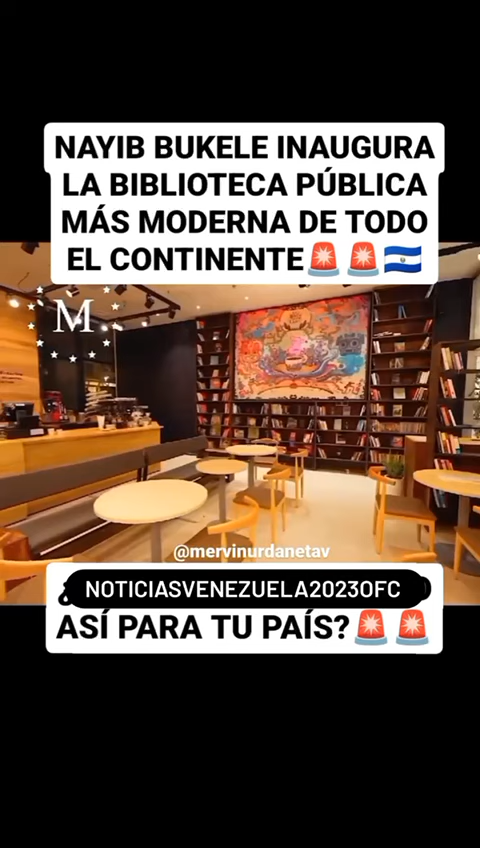 NAYIB BUKELE INAUGURA
LA BIBLIOTECA PÚBLICA
MÁS MODERNA DE TODO
EL CONTINENTE🚨🚨🇸🇻
M
@mervinurdanetav
¿
NOTICIASVENEZUELA2023OFC
ASÍ PARA TU PAÍS?🚨🚨